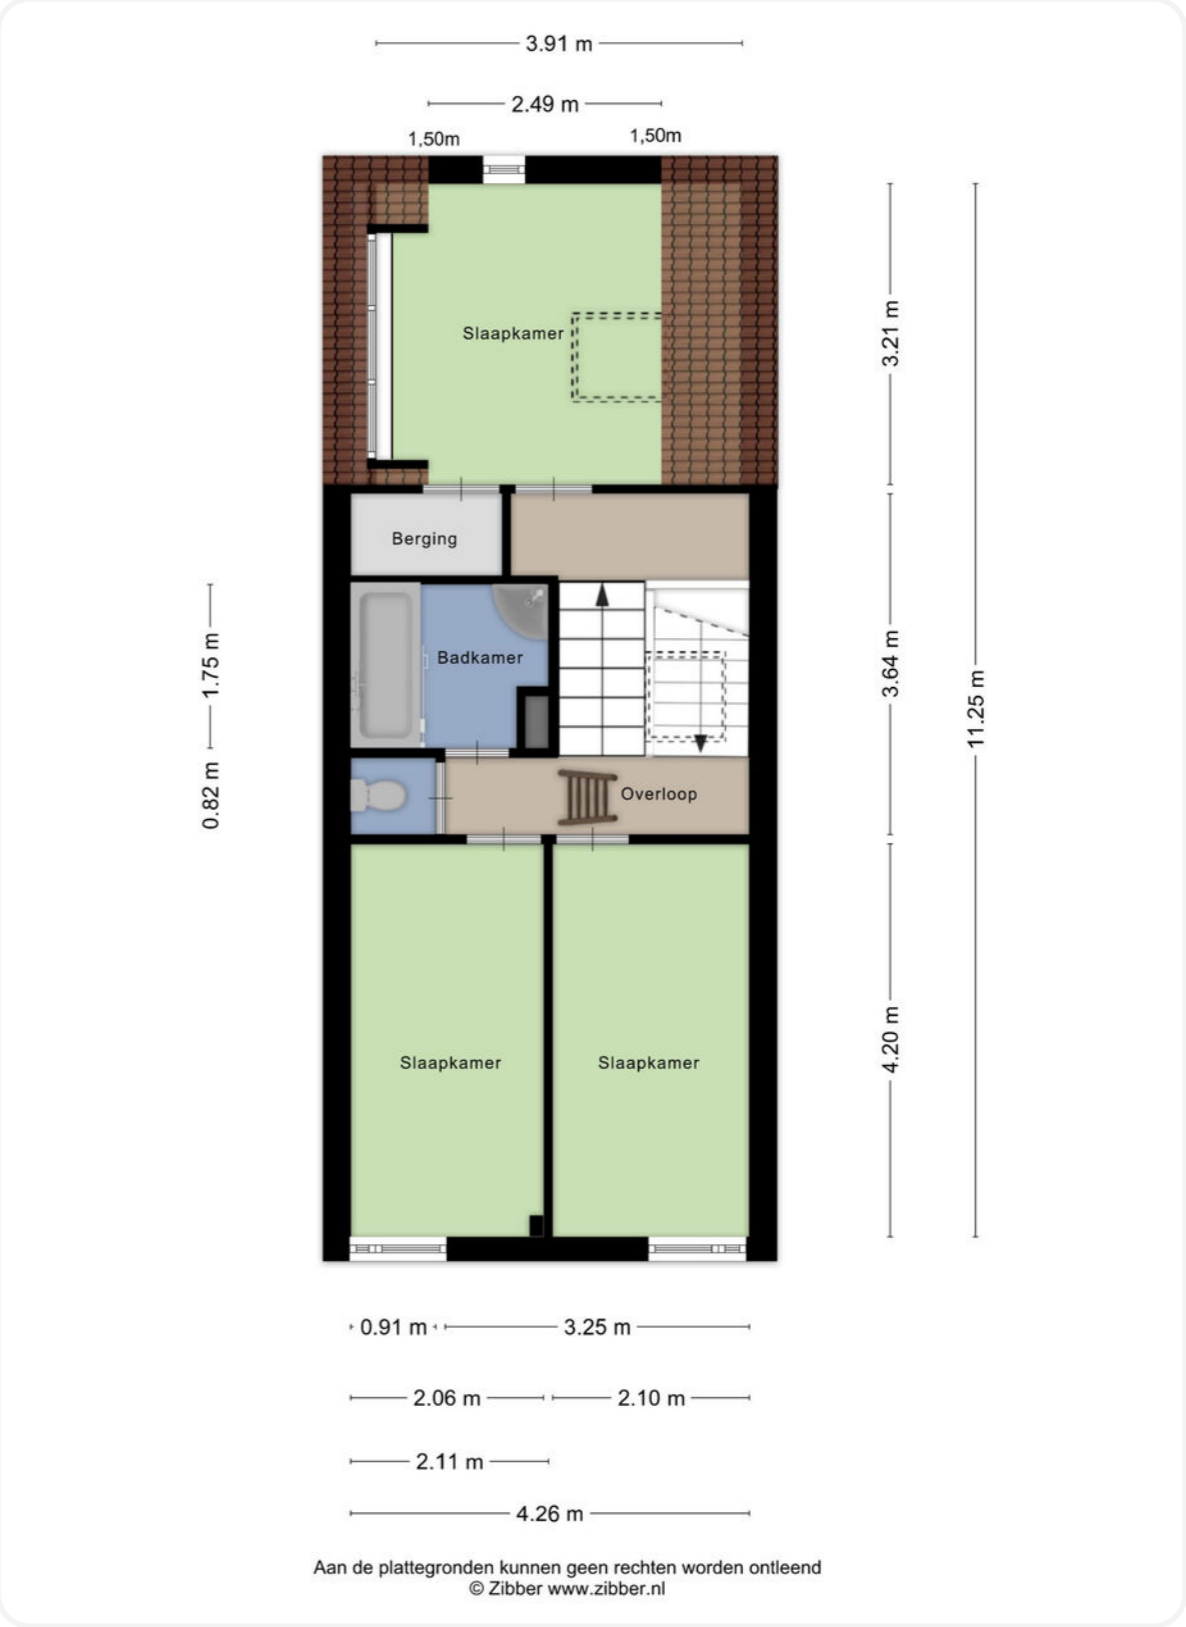 3.91 m
2.49 m
1,50m
1,50m
Slaapkamer
3.21 m
Berging
Badkamer
1.75 m
3.64 m
11.25 m
0.82 m
Overloop
Slaapkamer
Slaapkamer
4.20 m
0.91 m
3.25 m
2.06 m
2.10 m
2.11 m
4.26 m
Aan de plattegronden kunnen geen rechten worden ontleend
© Zibber www.zibber.nl